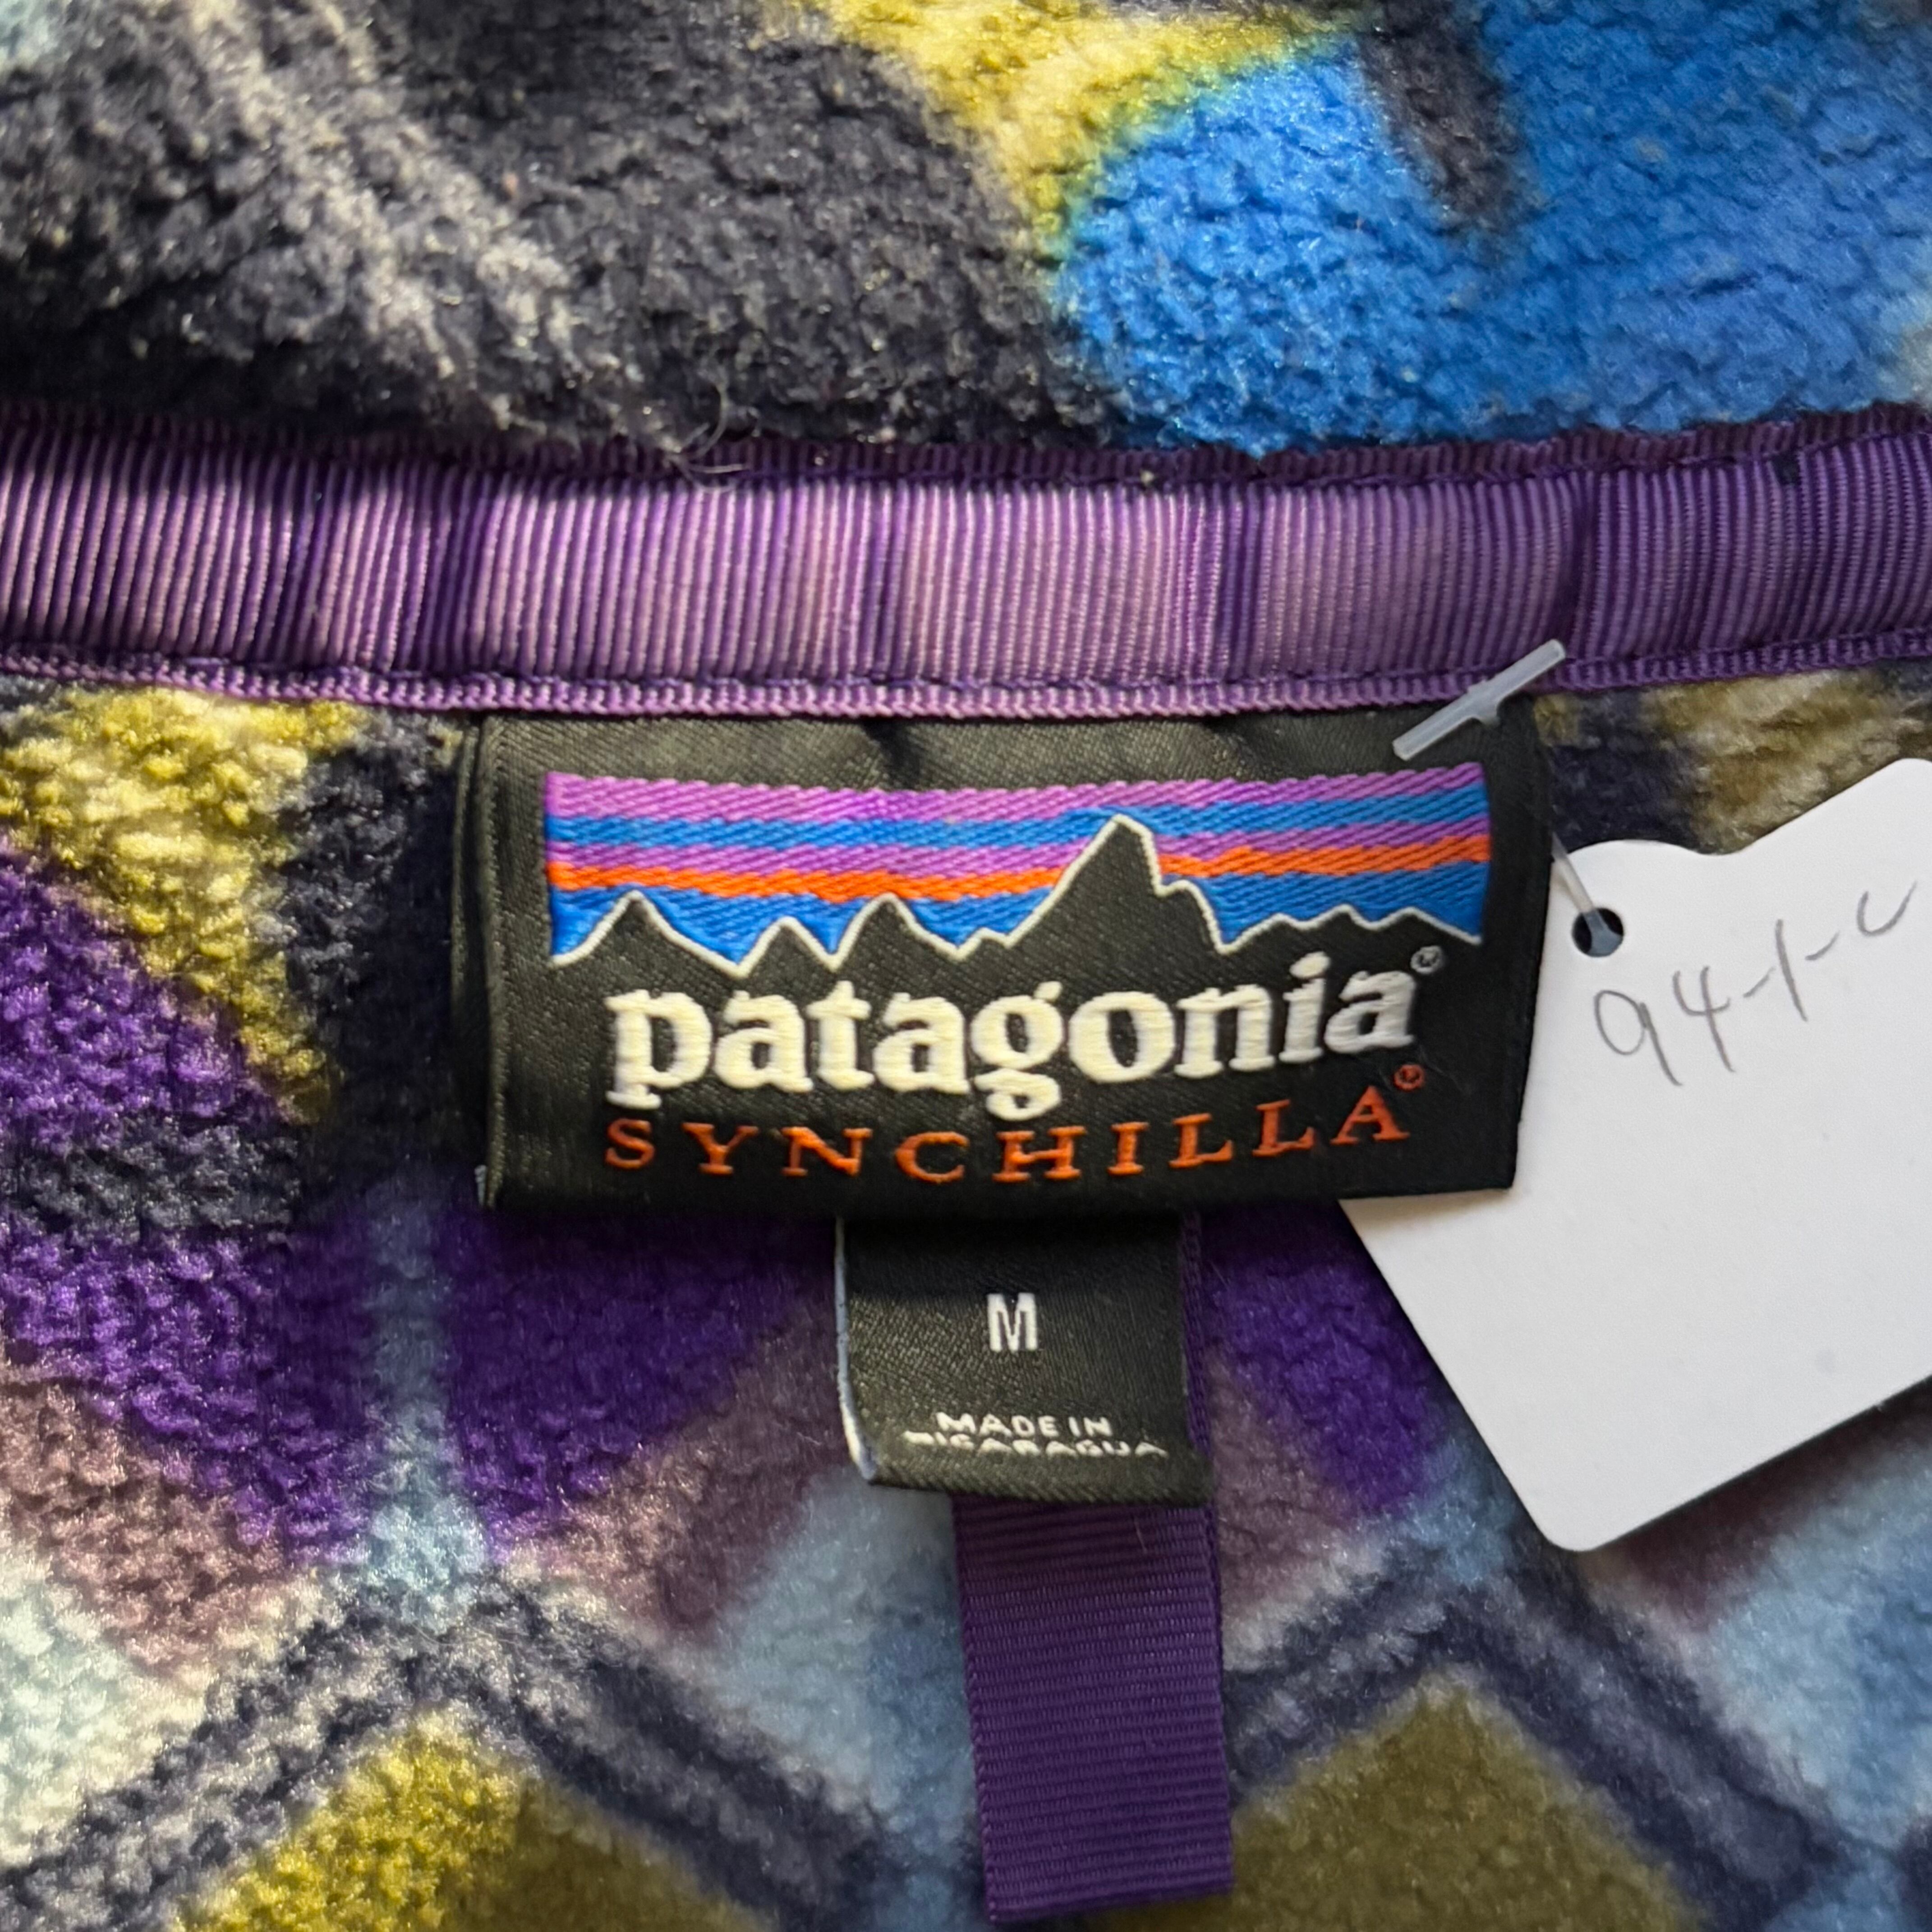 patagonia®
SYNCHILLA®
M
MADE IN
NICARAGUA
94-1-